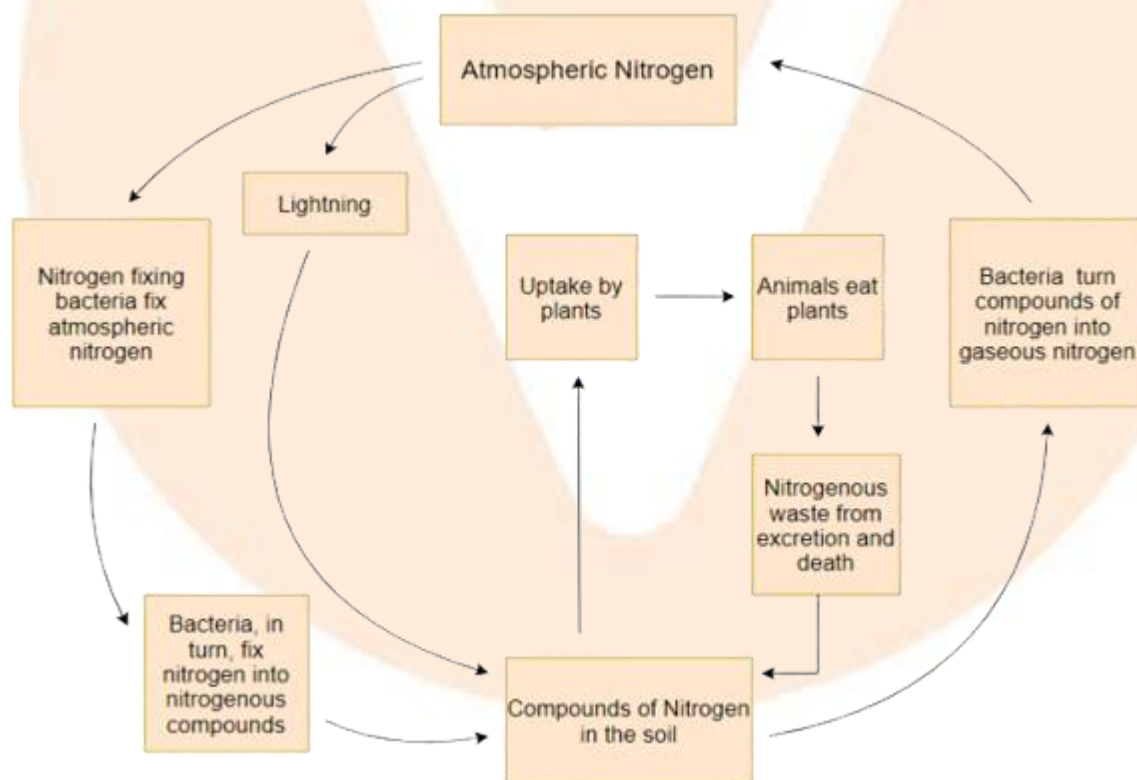 Atmospheric Nitrogen
Lightning
Nitrogen fixing
bacteria fix
atmospheric
nitrogen
Uptake by
plants
Animals eat
plants
Bacteria turn
compounds of
nitrogen into
gaseous nitrogen
Nitrogenous
waste from
excretion and
death
Bacteria, in
turn, fix
nitrogen into
nitrogenous
compounds
Compounds of Nitrogen
in the soil